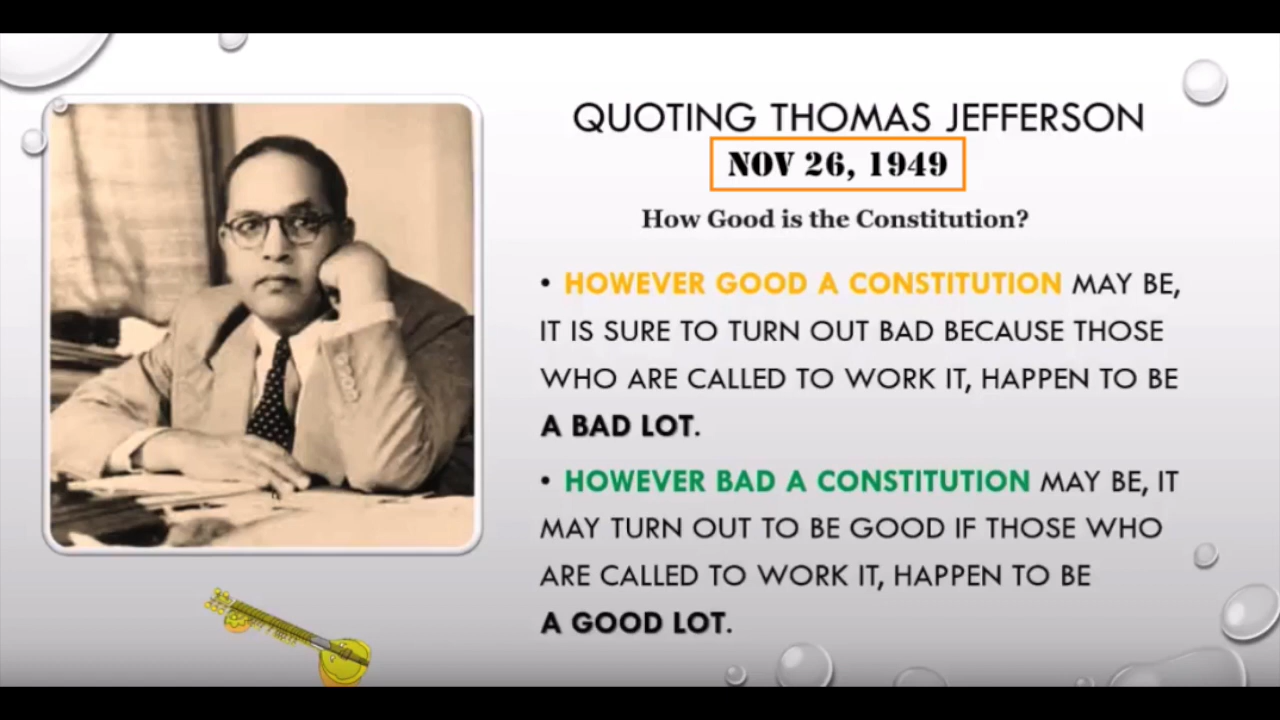 QUOTING THOMAS JEFFERSON
NOV 26, 1949
How Good is the Constitution?
• HOWEVER GOOD A CONSTITUTION MAY BE,
IT IS SURE TO TURN OUT BAD BECAUSE THOSE
WHO ARE CALLED TO WORK IT, HAPPEN TO BE
A BAD LOT.
• HOWEVER BAD A CONSTITUTION MAY BE, IT
MAY TURN OUT TO BE GOOD IF THOSE WHO
ARE CALLED TO WORK IT, HAPPEN TO BE
A GOOD LOT.